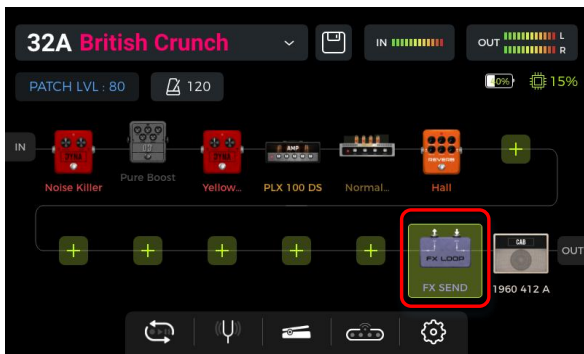 32A British Crunch
IN
OUT
L
R
PATCH LVL : 80
120
40%
15%
IN
Noise Killer
Pure Boost
Yellow...
AMP
PLX 100 DS
Normal...
REVERB
Hall
+
+
+
+
+
+
FX LOOP
FX SEND
CAB
1960 412 A
OUT